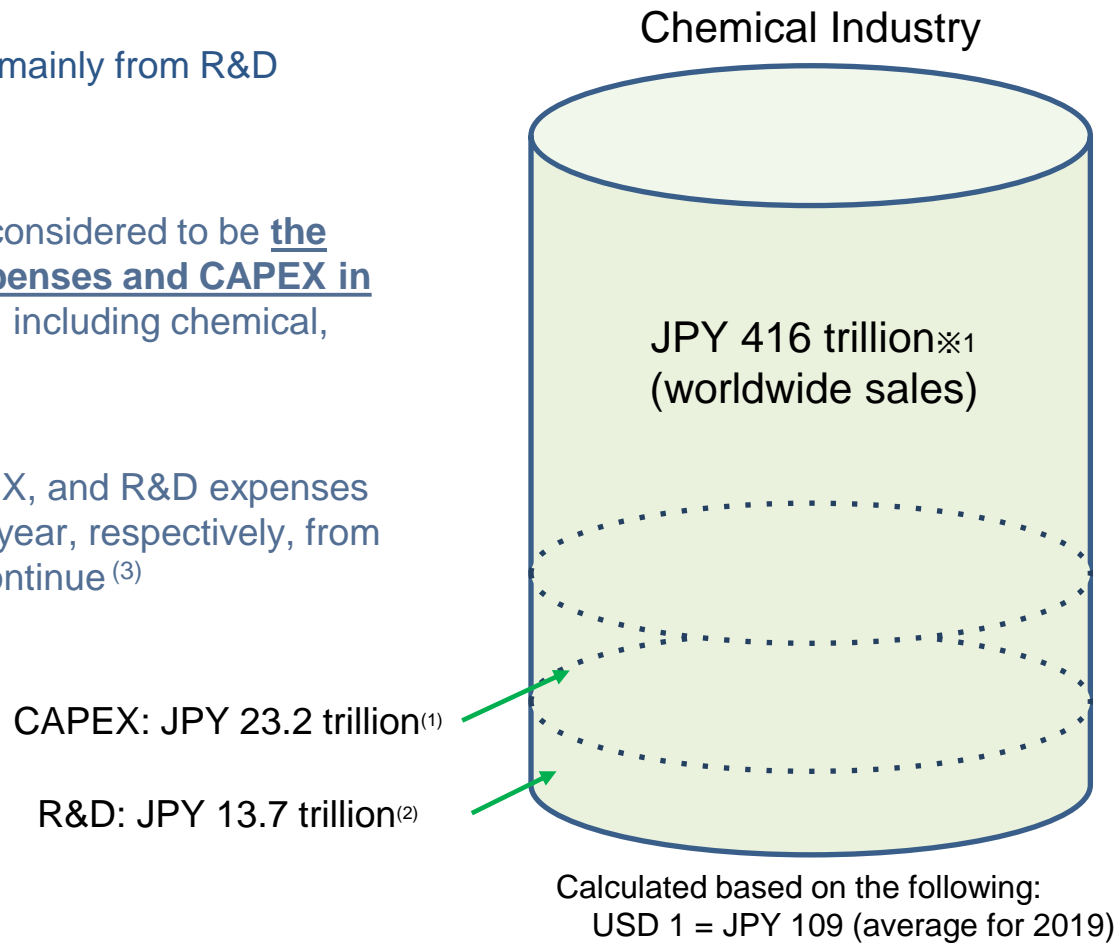 Chemical Industry
mainly from R&D
considered to be the
penses and CAPEX in
including chemical,
JPY 416 trillion※1
(worldwide sales)
X, and R&D expenses
year, respectively, from
ontinue (3)
CAPEX: JPY 23.2 trillion(1)
R&D: JPY 13.7 trillion(2)
Calculated based on the following:
USD 1 = JPY 109 (average for 2019)